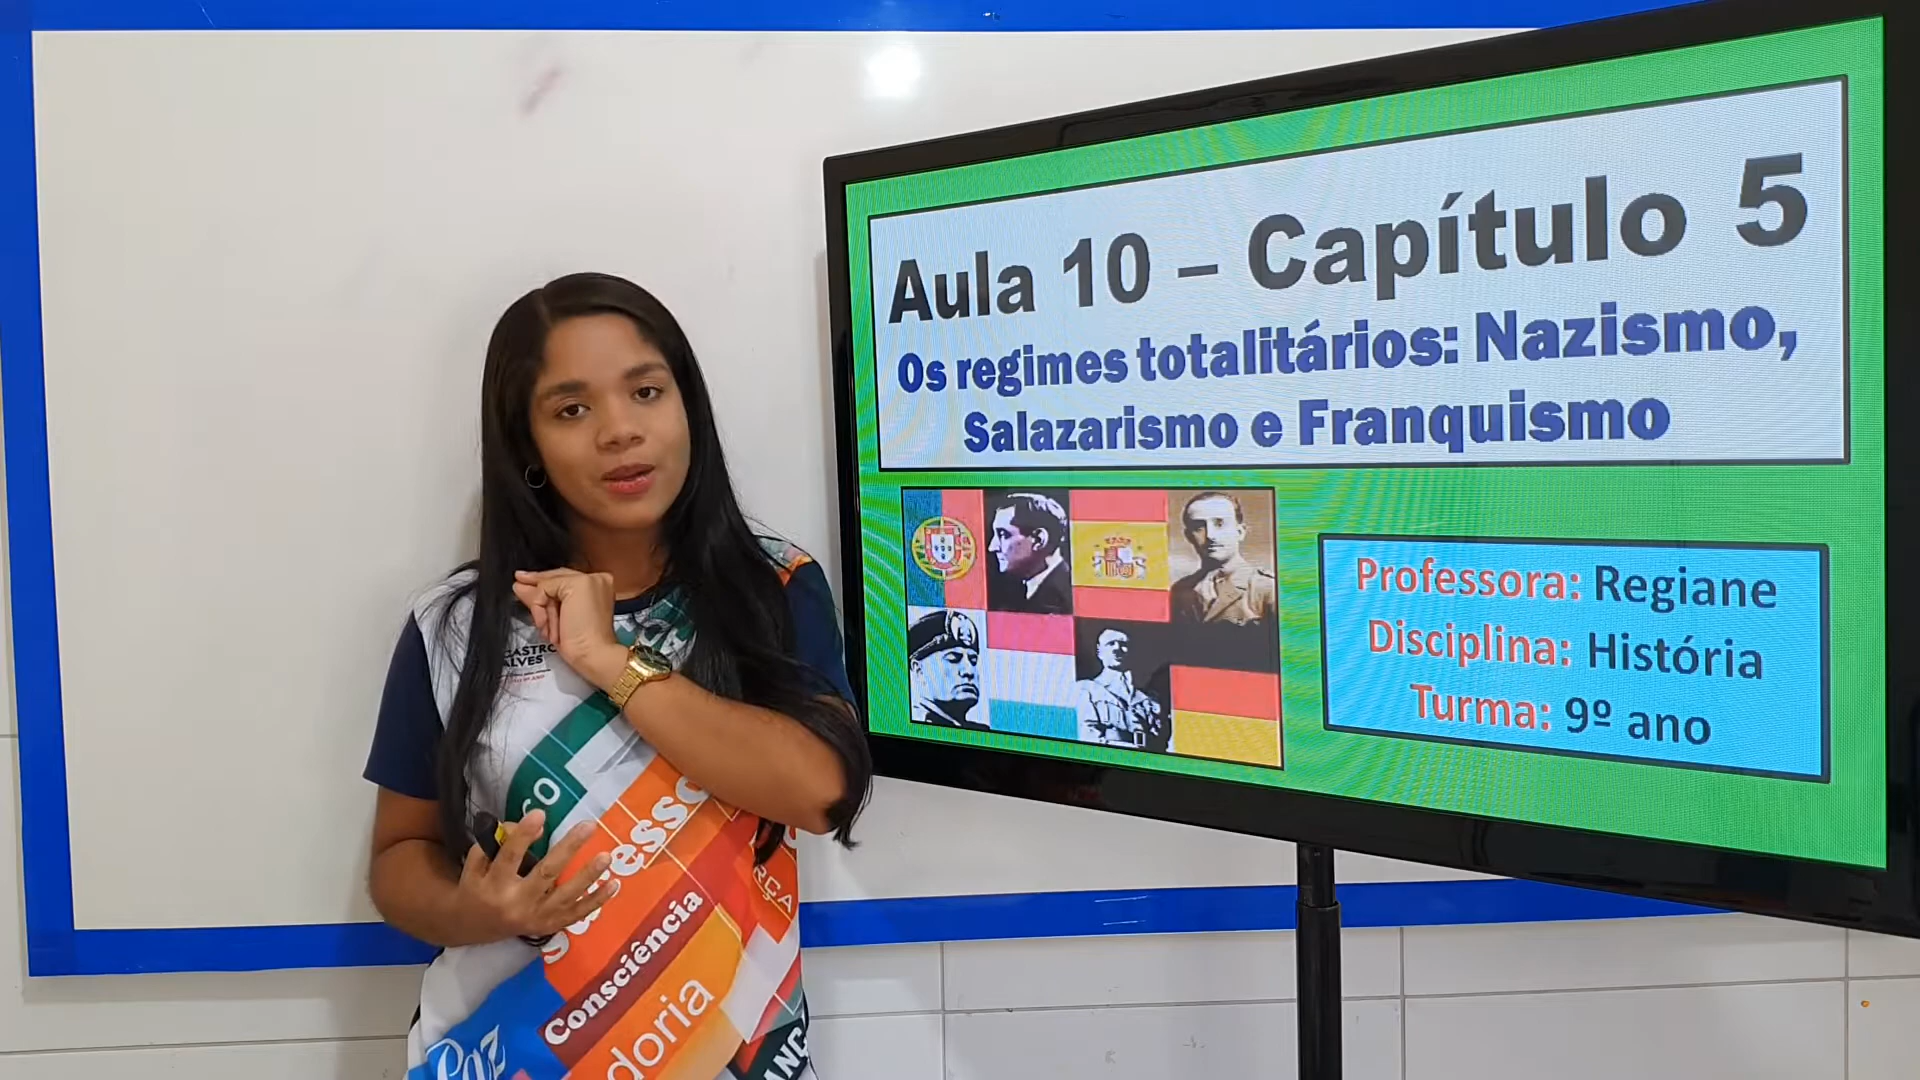 Aula 10 – Capítulo 5
Os regimes totalitários: Nazismo,
Salazarismo e Franquismo
Professora: Regiane
Disciplina: História
Turma: 9º ano
CASTRO
ALVES
Consciência
doria
Paz